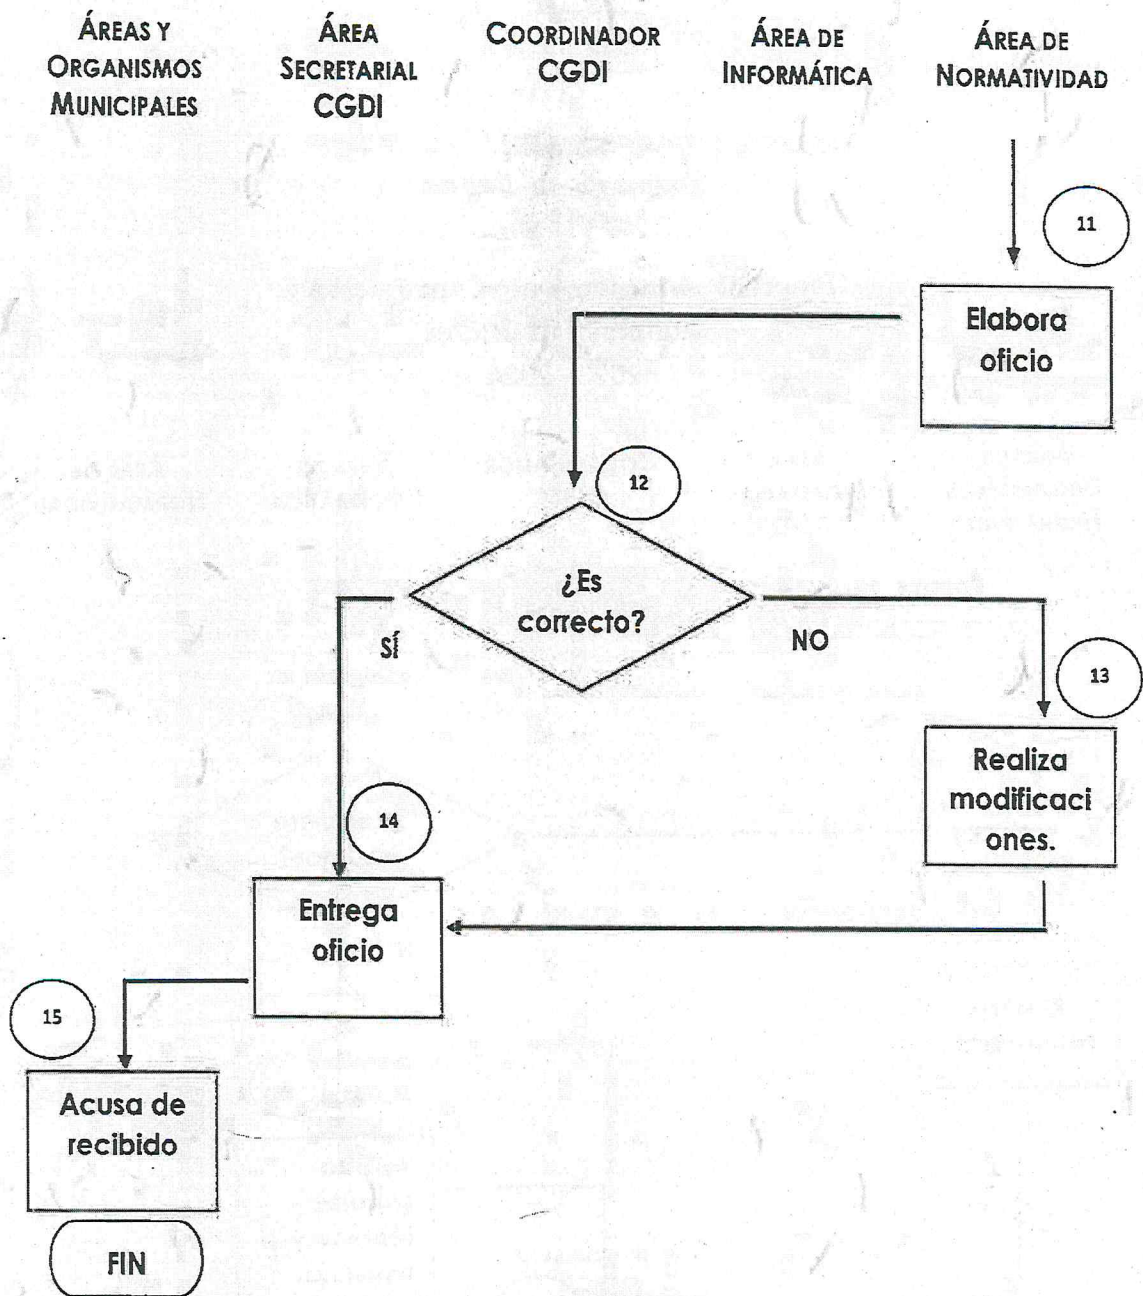 ÁREAS Y
ORGANISMOS
MUNICIPALES
ÁREA
SECRETARIAL
CGDI
COORDINADOR
CGDI
ÁREA DE
INFORMÁTICA
ÁREA DE
NORMATIVIDAD
11
Elabora
oficio
12
¿Es
correcto?
SÍ
NO
13
Realiza
modificaci
ones.
14
Entrega
oficio
15
Acusa de
recibido
FIN